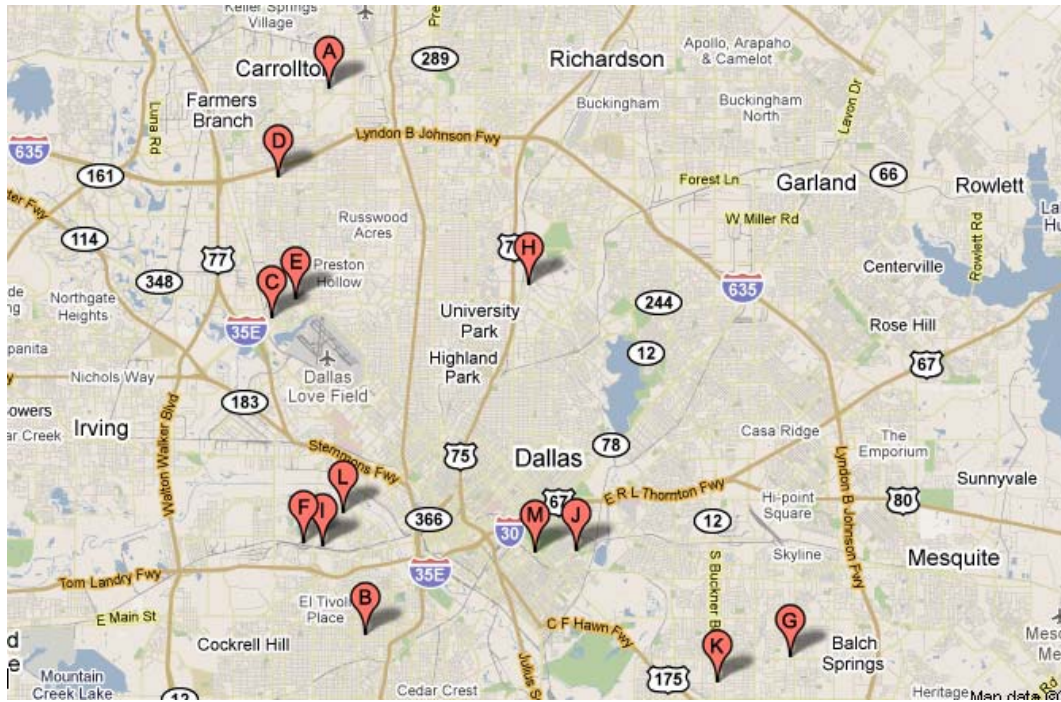 Keller Springs
Village
A
Carrollton
289
Richardson
Apollo, Arapaho
& Camelot
Farmers
Branch
Luna Rd
Buckingham
Buckingham
North
Lavon Dr
D
Lyndon B Johnson Fwy
635
161
Forest Ln
Garland
66
Rowlett
W Miller Rd
Rowlett Rd
Russwood
Acres
114
77
H
348
E
C
Preston
Hollow
Centerville
635
Northgate
Heights
35E
University
Park
244
Rose Hill
Highland
Park
12
Nichols Way
Dallas
Love Field
67
183
Irving
Walton Walker Blvd
Stemmons Fwy
78
Casa Ridge
The
Emporium
75
Dallas
Lyndon B Johnson Fwy
Sunnyvale
L
F
I
366
30
M
67
J
E R L Thornton Fwy
12
Hi-point
Square
80
Skyline
Mesquite
Tom Landry Fwy
35E
S Buckner B
E Main St
El Tivoli
Place
B
C F Hawn Fwy
G
Cockrell Hill
K
Balch
Springs
Julius S
Mountain
Creek Lake
12
Cedar Crest
175
Heritage
Map data ©